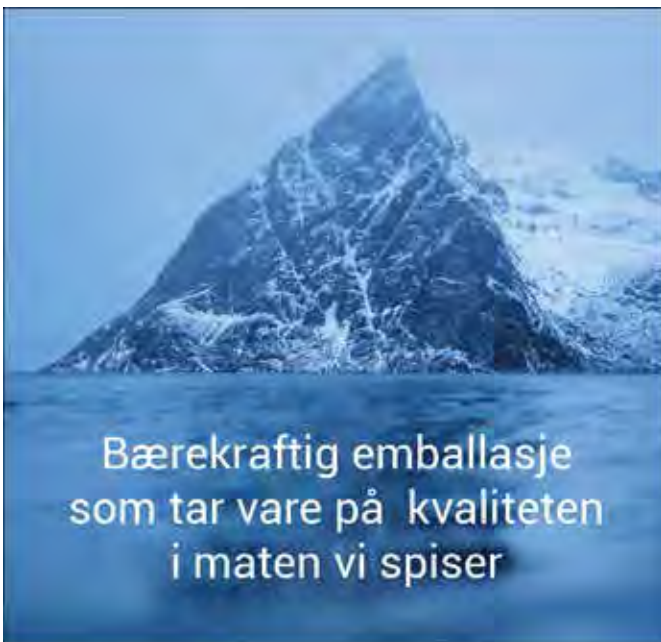 Bærekraftig emballasje
som tar vare på  kvaliteten
i maten vi spiser